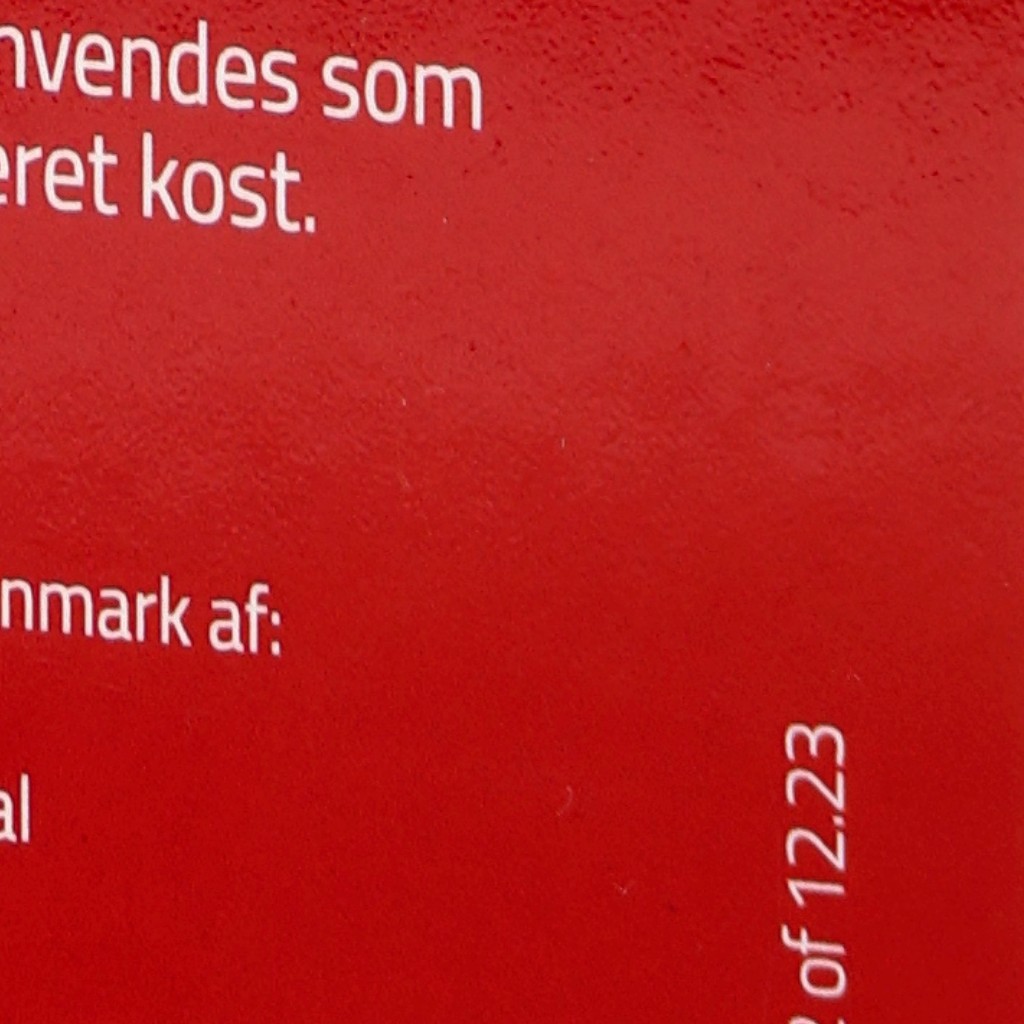 nvendes som
eret kost.
nmark af:
al
of 12.23